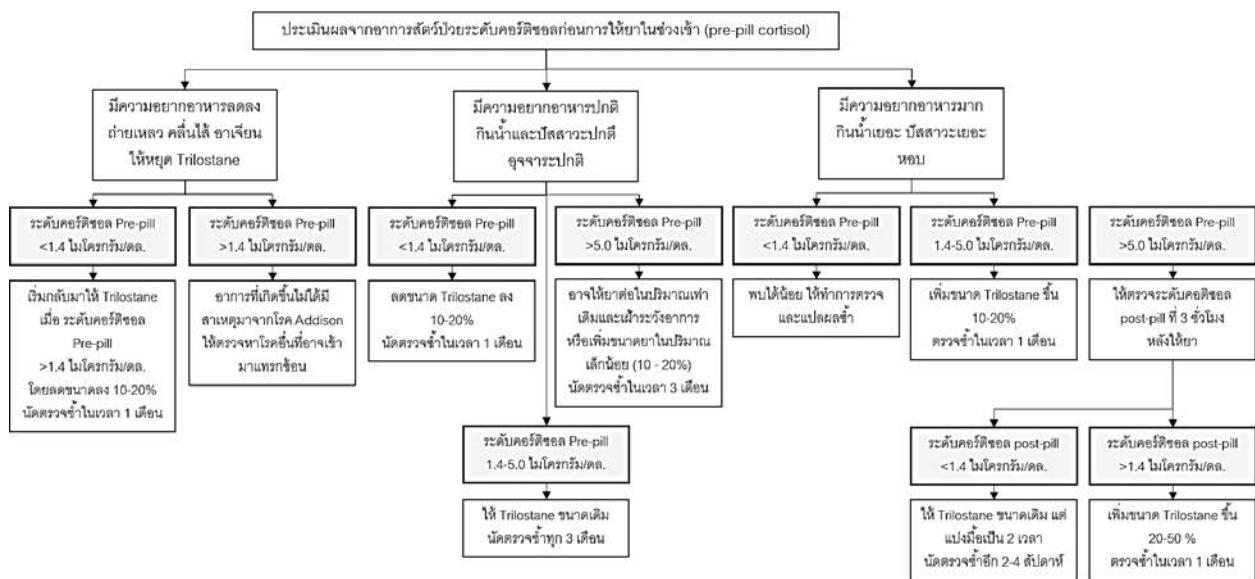 ประเมินผลจากอาการสัตว์ป่วยระดับคอร์ติซอลก่อนการให้ยาในช่วงเช้า (pre-pill cortisol)
มีความอยากอาหารลดลง
ถ่ายเหลว คลื่นไส้ อาเจียน
ให้หยุด Trilostane
มีความอยากอาหารปกติ
กินน้ำและปัสสาวะปกติ
อุจจาระปกติ
มีความอยากอาหารมาก
กินน้ำเยอะ ปัสสาวะเยอะ
หอบ
ระดับคอร์ติซอล Pre-pill
<1.4 ไมโครกรัม/ดล.
ระดับคอร์ติซอล Pre-pill
>1.4 ไมโครกรัม/ดล.
ระดับคอร์ติซอล Pre-pill
<1.4 ไมโครกรัม/ดล.
ระดับคอร์ติซอล Pre-pill
>5.0 ไมโครกรัม/ดล.
ระดับคอร์ติซอล Pre-pill
<1.4 ไมโครกรัม/ดล.
ระดับคอร์ติซอล Pre-pill
1.4-5.0 ไมโครกรัม/ดล.
ระดับคอร์ติซอล Pre-pill
>5.0 ไมโครกรัม/ดล.
เริ่มกลับมาให้ Trilostane
เมื่อ ระดับคอร์ติซอล
Pre-pill
>1.4 ไมโครกรัม/ดล.
โดยลดขนาดลง 10-20%
นัดตรวจซ้ำในเวลา 1 เดือน
อาการที่เกิดขึ้นไม่ได้มี
สาเหตุมาจากโรค Addison
ให้ตรวจหาโรคอื่นที่อาจเข้า
มาแทรกซ้อน
ลดขนาด Trilostane ลง
10-20%
นัดตรวจซ้ำในเวลา 1 เดือน
อาจให้ยาต่อในปริมาณเท่า
เดิมและเฝ้าระวังอาการ
หรือเพิ่มขนาดยาในปริมาณ
เล็กน้อย (10 - 20%)
นัดตรวจซ้ำในเวลา 3 เดือน
พบได้น้อย ให้ทำการตรวจ
และแปลผลซ้ำ
เพิ่มขนาด Trilostane ขึ้น
10-20%
ตรวจซ้ำในเวลา 1 เดือน
ให้ตรวจระดับคอติซอล
post-pill ที่ 3 ชั่วโมง
หลังให้ยา
ระดับคอร์ติซอล Pre-pill
1.4-5.0 ไมโครกรัม/ดล.
ระดับคอร์ติซอล post-pill
<1.4 ไมโครกรัม/ดล.
ระดับคอร์ติซอล post-pill
>1.4 ไมโครกรัม/ดล.
ให้ Trilostane ขนาดเดิม
นัดตรวจซ้ำทุก 3 เดือน
ให้ Trilostane ขนาดเดิม แต่
แบ่งมื้อเป็น 2 เวลา
นัดตรวจซ้ำอีก 2-4 สัปดาห์
เพิ่มขนาด Trilostane ขึ้น
20-50 %
ตรวจซ้ำในเวลา 1 เดือน